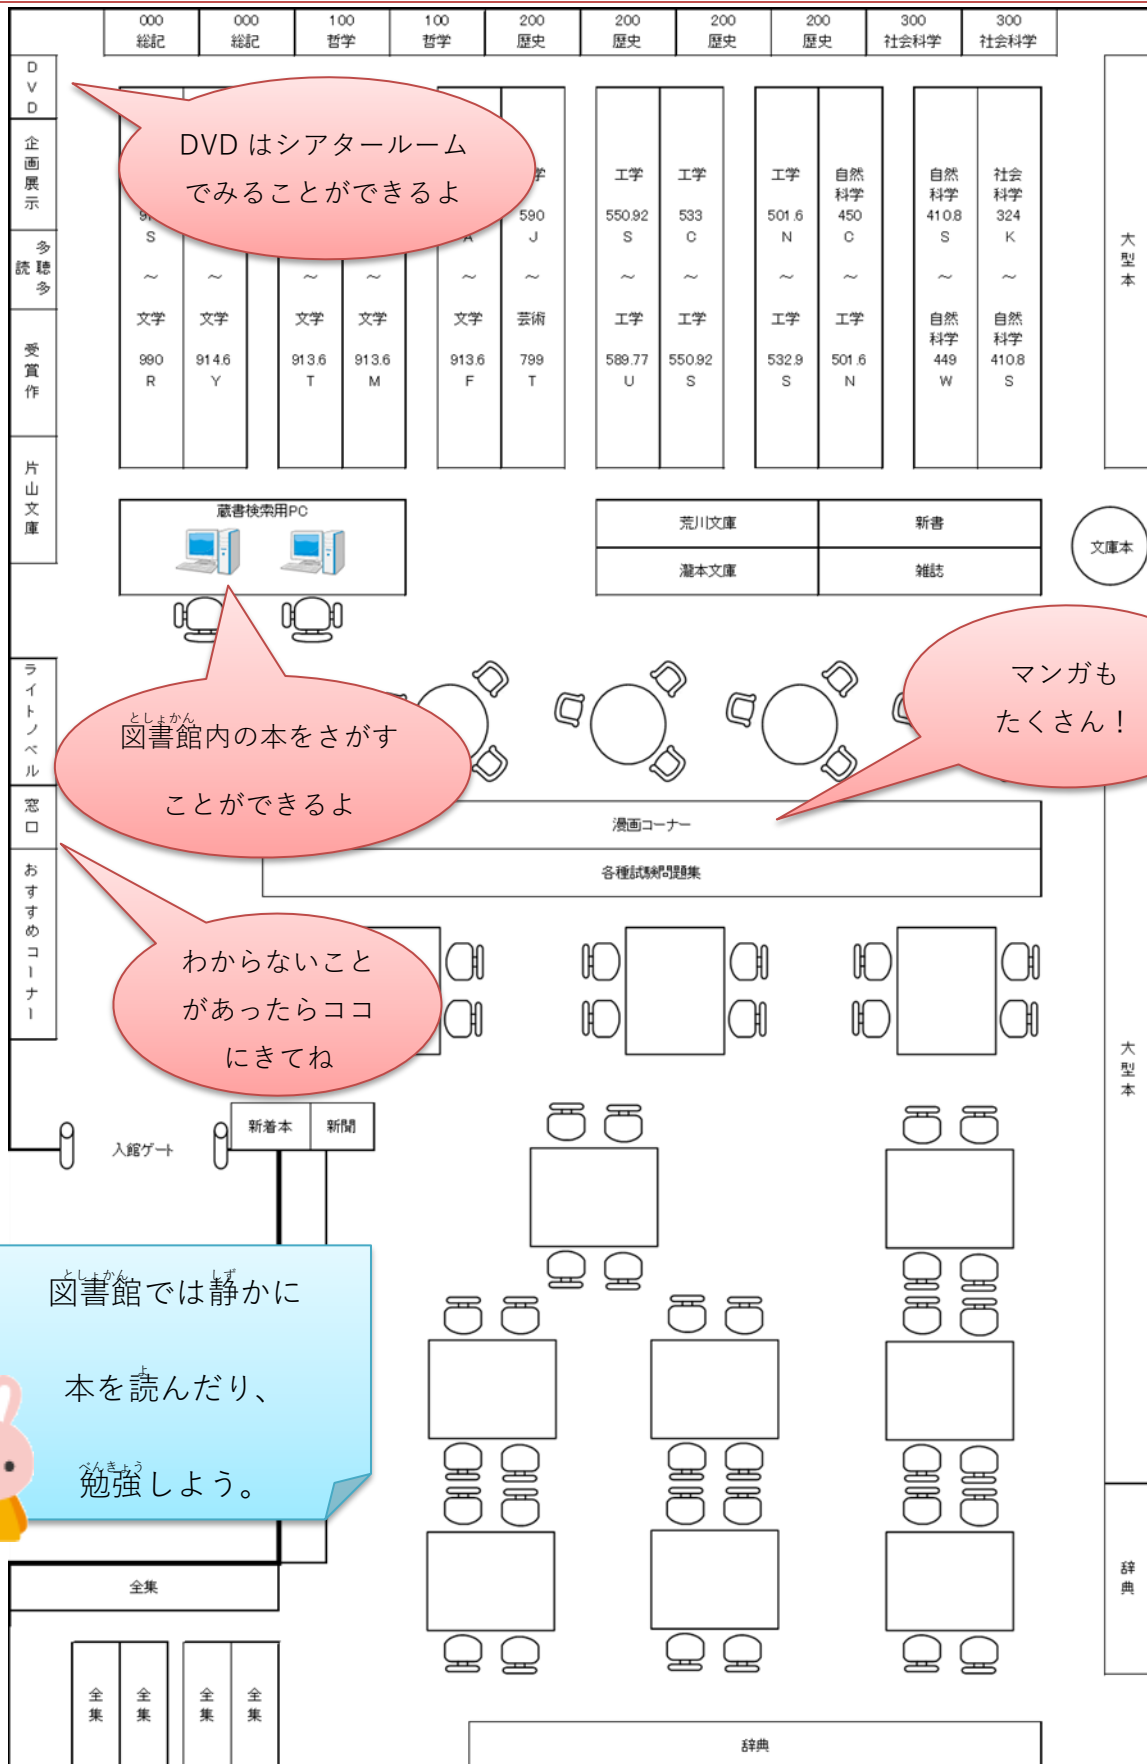 000 000 100 100 200 200 200 200 300 300
総記 総記 哲学 哲学 歴史 歴史 歴史 歴史 社会科学 社会科学
DVD
企画展示
多聴多読
受賞作
片山文庫
DVD はシアタールーム
でみることができるよ
S
～
文学
990
R
～
文学
914.6
Y
～
文学
913.6
T
～
文学
913.6
M
A
～
文学
913.6
F
学
590
J
～
芸術
799
T
工学
550.92
S
～
工学
589.77
U
工学
533
C
～
工学
550.92
S
工学
501.6
N
～
工学
532.9
S
自然
科学
450
C
～
工学
501.6
N
自然
科学
410.8
S
～
自然
科学
449
W
社会
科学
324
K
～
自然
科学
410.8
S
大型本
蔵書検索用PC
荒川文庫 新書
瀧本文庫 雑誌
文庫本
ライトノベル
窓口
おすすめコーナー
図書館内の本をさがす
としょかん
ことができるよ
マンガも
たくさん！
漫画コーナー
各種試験問題集
わからないこと
があったらココ
にきてね
大型本
新着本 新聞
入館ゲート
としょかん しず
図書館では静かに
よ
本を読んだり、
べんきょう
勉強しよう。
全集
辞典
全集 全集 全集 全集
辞典